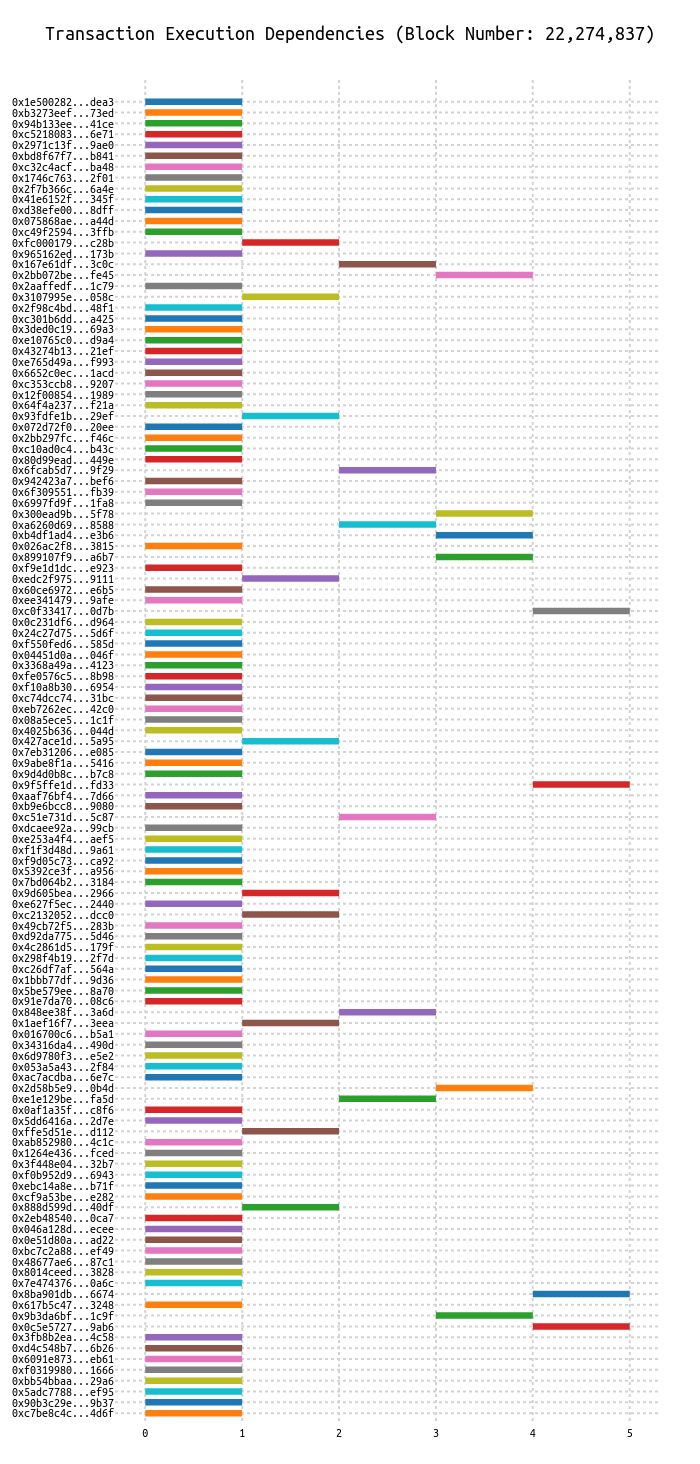 Transaction Execution Dependencies (Block Number: 22,274,837)
0x1e500282...dea3
0xb3273eef...73ed
0x94b133ee...41ce
0xc5218083...6e71
0x2971c13f...9ae0
0xbd8f67f7...b841
0xc32c4acf...ba48
0x1746c763...2f01
0x2f7b366c...6a4e
0x41e6152f...345f
0xd38efe00...8dff
0x075868ae...a44d
0xc49f2594...3ffb
0xfc000179...c28b
0x965162ed...173b
0x167e61df...3c0c
0x2bb072be...fe45
0x2aaffedf...1c79
0x3107995e...058c
0x2f98c4bd...48f1
0xc301b6dd...a425
0x3ded0c19...69a3
0xe10765c0...d9a4
0x43274b13...21ef
0xe765d49a...f993
0x6652c0ec...1acd
0xc353ccb8...9207
0x12f00854...1989
0x64f4a237...f21a
0x93fdfe1b...29ef
0x072d72f0...20ee
0x2bb297fc...f46c
0xc10ad0c4...b43c
0x80d99ead...449e
0x6fcab5d7...9f29
0x942423a7...bef6
0x6f309551...fb39
0x6997fd9f...1fa8
0x300ead9b...5f78
0xa6260d69...8588
0xb4df1ad4...e3b6
0x026ac2f8...3815
0x899107f9...a6b7
0xf9e1d1dc...e923
0xedc2f975...9111
0x60ce6972...e6b5
0xee341479...9afe
0xc0f33417...0d7b
0x0c231df6...d964
0x24c27d75...5d6f
0xf550fed6...585d
0x04451d0a...046f
0x3368a49a...4123
0xfe0576c5...8b98
0xf10a8b30...6954
0xc74dcc74...31bc
0xeb7262ec...42c0
0x08a5ece5...1c1f
0x4025b636...044d
0x427ace1d...5a95
0x7eb31206...e085
0x9abe8f1a...5416
0x9d4d0b8c...b7c8
0x9f5ffe1d...fd33
0xaaf76bf4...7d66
0xb9e6bcc8...9080
0xc51e731d...5c87
0xdcaee92a...99cb
0xe253a4f4...aef5
0xf1f3d48d...9a61
0xf9d05c73...ca92
0x5392ce3f...a956
0x7bd064b2...3184
0x9d605bea...2966
0xe627f5ec...2440
0xc2132052...dcc0
0x49cb72f5...283b
0xd92da775...5d46
0x4c2861d5...179f
0x298f4b19...2f7d
0xc26df7af...564a
0x1bbb77df...9d36
0x5be579ee...8a70
0x91e7da70...08c6
0x848ee38f...3a6d
0x1aef16f7...3eea
0x016700c6...b5a1
0x34316da4...490d
0x6d9780f3...e5e2
0x053a5a43...2f84
0xac7acdba...6e7c
0x2d58b5e9...0b4d
0xe1e129be...fa5d
0x0af1a35f...c8f6
0x5dd6416a...2d7e
0xffe5d51e...d112
0xab852980...4c1c
0x1264e436...fced
0x3f448e04...32b7
0xf0b952d9...6943
0xebc14a8e...b71f
0xcf9a53be...e282
0x888d599d...40df
0x2eb48540...0ca7
0x046a128d...ecee
0x0e51d80a...ad22
0xbc7c2a88...ef49
0x48677ae6...87c1
0x8014ceed...3828
0x7e474376...0a6c
0x8ba901db...6674
0x617b5c47...3248
0x9b3da6bf...1c9f
0x0c5e5727...9ab6
0x3fb8b2ea...4c58
0xd4c548b7...6b26
0x6091e873...eb61
0xf0319980...1666
0xbb54bbaa...29a6
0x5adc7788...ef95
0x90b3c29e...9b37
0xc7be8c4c...4d6f
0 1 2 3 4 5